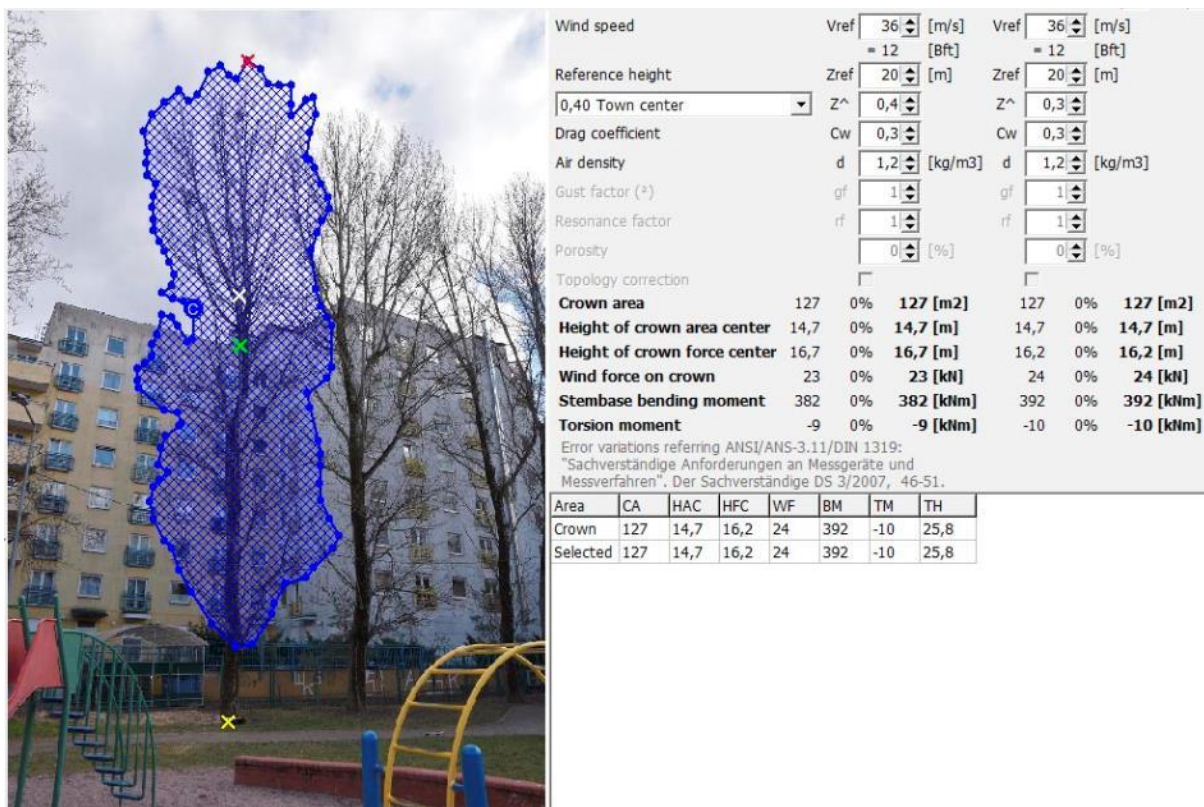 Wind speed Vref 36 [m/s] Vref 36 [m/s]
= 12 [Bft] = 12 [Bft]
Reference height Zref 20 [m] Zref 20 [m]
0,40 Town center Z^ 0,4 Z^ 0,3
Drag coefficient Cw 0,3 Cw 0,3
Air density d 1,2 [kg/m3] d 1,2 [kg/m3]
Gust factor (²) gf 1 gf 1
Resonance factor rf 1 rf 1
Porosity 0 [%] 0 [%]
Topology correction
Crown area 127 0% 127 [m2] 127 0% 127 [m2]
Height of crown area center 14,7 0% 14,7 [m] 14,7 0% 14,7 [m]
Height of crown force center 16,7 0% 16,7 [m] 16,2 0% 16,2 [m]
Wind force on crown 23 0% 23 [kN] 24 0% 24 [kN]
Stembase bending moment 382 0% 382 [kNm] 392 0% 392 [kNm]
Torsion moment -9 0% -9 [kNm] -10 0% -10 [kNm]
Error variations referring ANSI/ANS-3.11/DIN 1319:
"Sachverständige Anforderungen an Messgeräte und
Messverfahren". Der Sachverständige DS 3/2007, 46-51.
Area CA HAC HFC WF BM TM TH
Crown 127 14,7 16,2 24 392 -10 25,8
Selected 127 14,7 16,2 24 392 -10 25,8
C